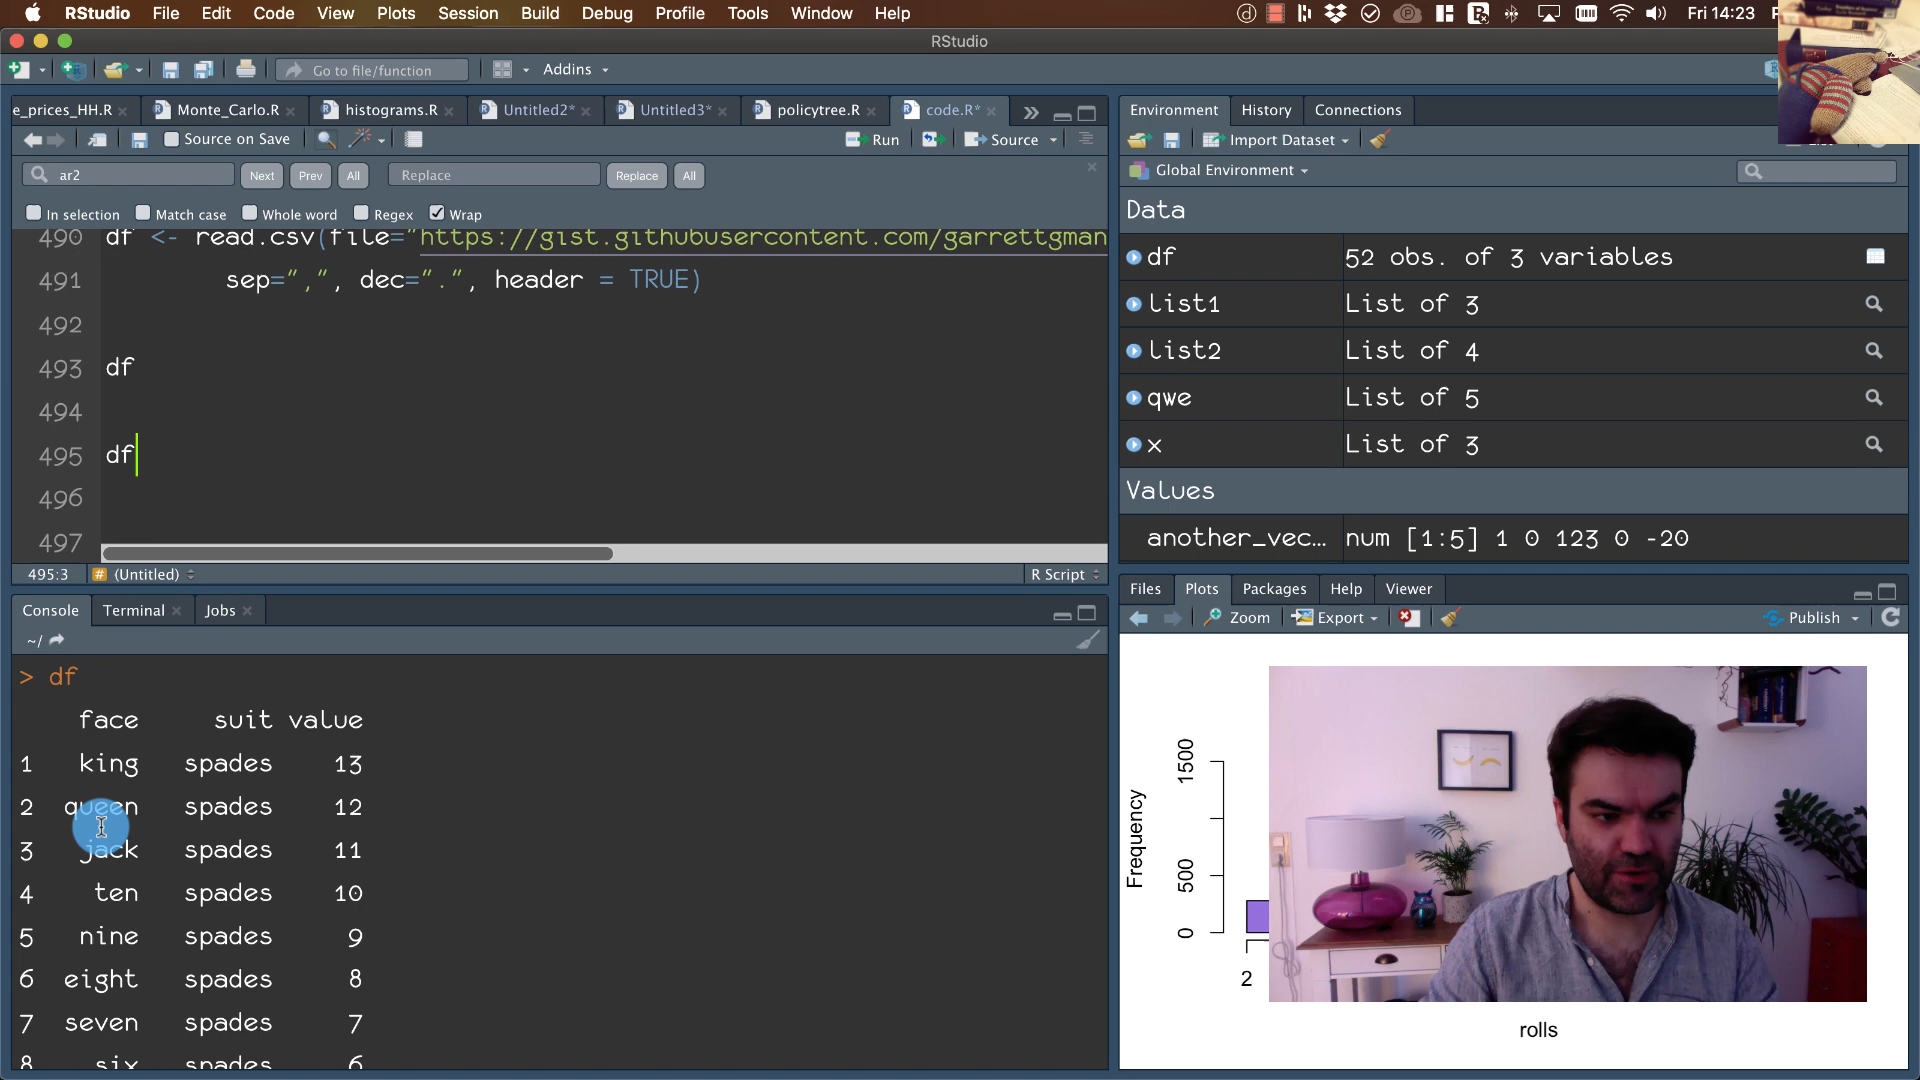 RStudio File Edit Code View Plots Session Build Debug Profile Tools Window Help Fri 14:23
RStudio
Go to file/function Addins
e_prices_HH.R Monte_Carlo.R histograms.R Untitled2* Untitled3* policytree.R code.R*
Source on Save Run Source
ar2 Next Prev All Replace Replace All
In selection Match case Whole word Regex Wrap
490 df <- read.csv(file="https://gist.githubusercontent.com/garrettgman
491 sep=",", dec=".", header = TRUE)
492
493 df
494
495 df
496
497
495:3 # (Untitled) R Script
Console Terminal Jobs
~/
> df
face suit value
1 king spades 13
2 queen spades 12
3 jack spades 11
4 ten spades 10
5 nine spades 9
6 eight spades 8
7 seven spades 7
8 six spades 6
Environment History Connections
Import Dataset
Global Environment
Data
df 52 obs. of 3 variables
list1 List of 3
list2 List of 4
qwe List of 5
x List of 3
Values
another_vec… num [1:5] 1 0 123 0 -20
Files Plots Packages Help Viewer
Zoom Export Publish
Frequency
1500
500
0
2
rolls